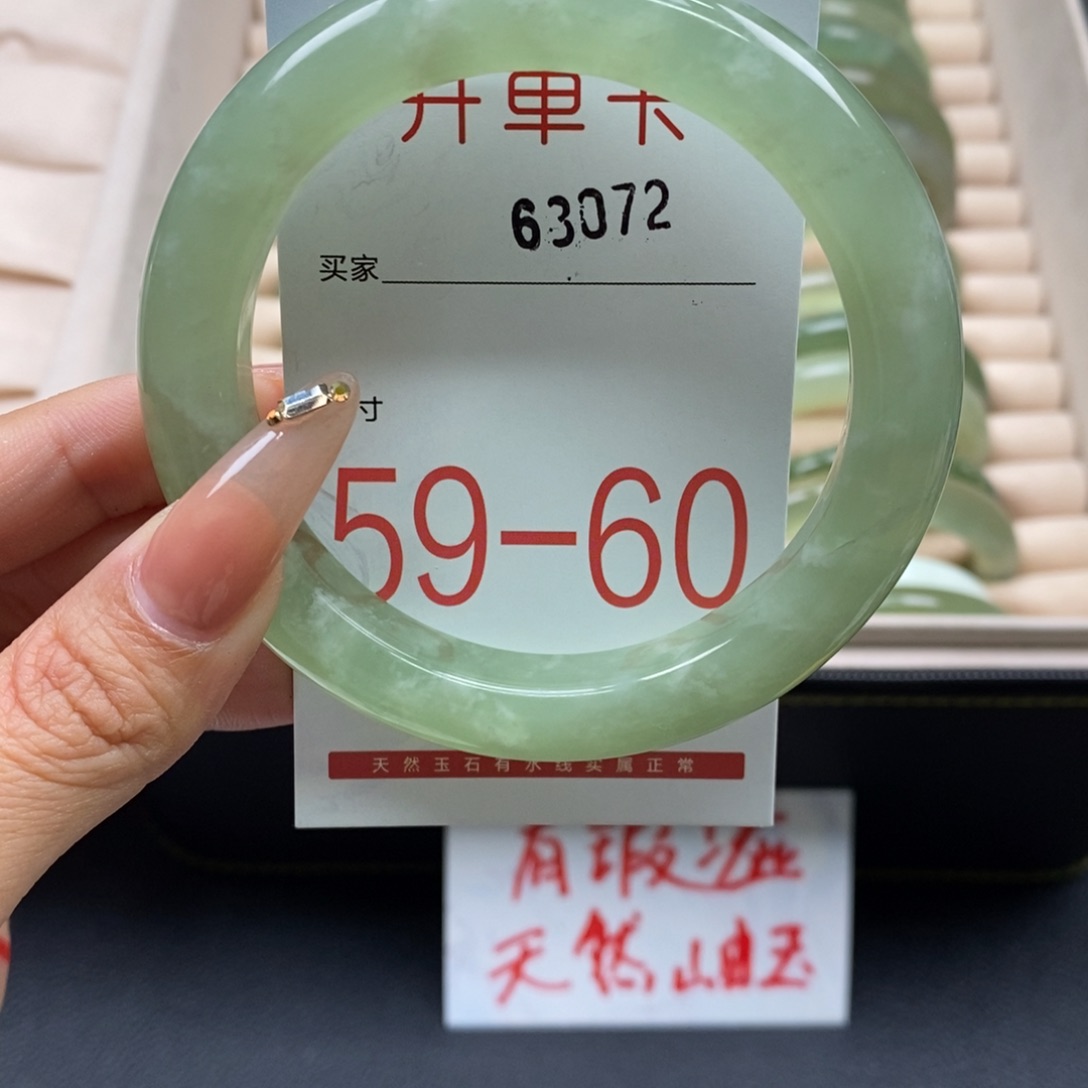 开单卡
63072
买家
寸
59-60
天然玉石有水线实属正常
有瑕疵
天然岫玉